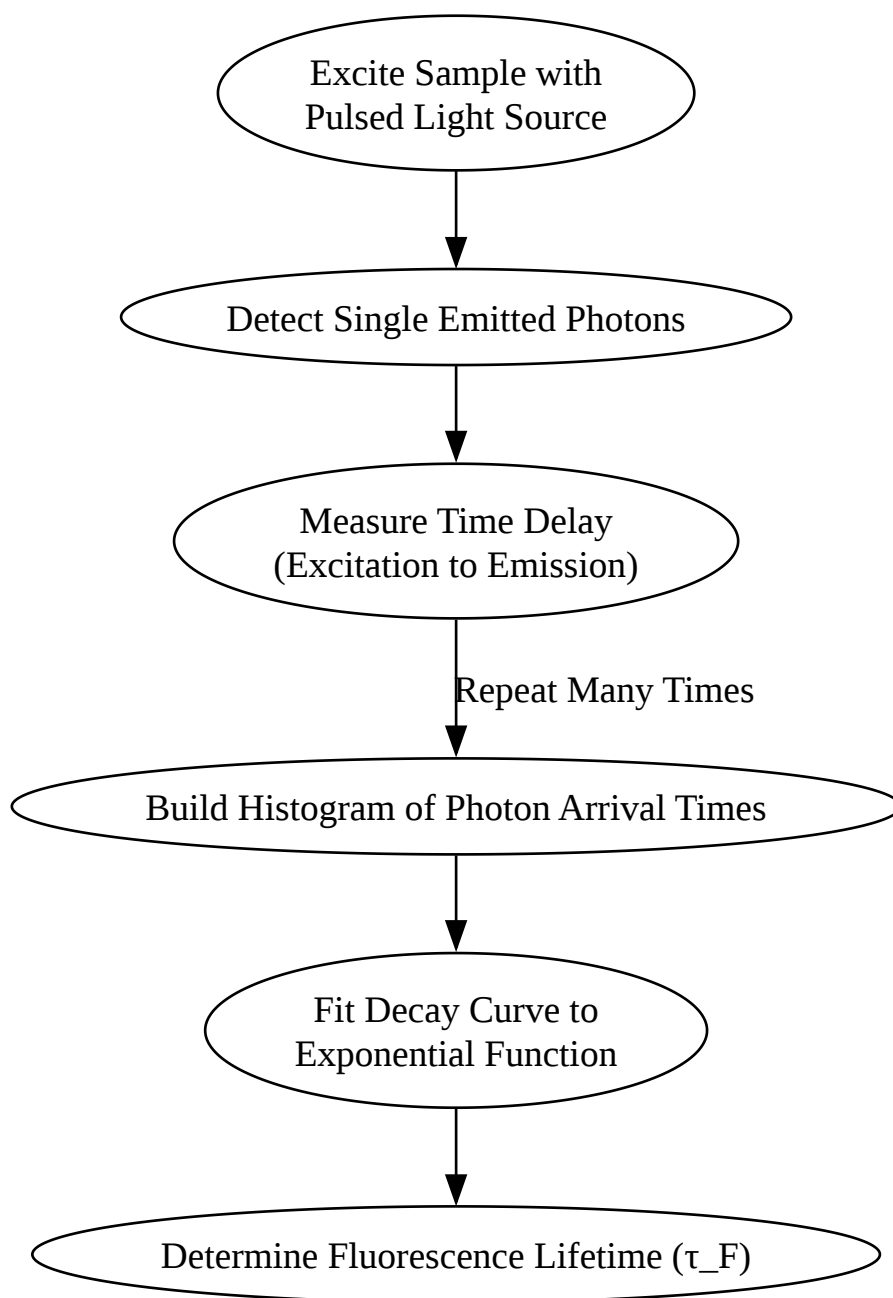 Excite Sample with
Pulsed Light Source
Detect Single Emitted Photons
Measure Time Delay
(Excitation to Emission)
Repeat Many Times
Build Histogram of Photon Arrival Times
Fit Decay Curve to
Exponential Function
Determine Fluorescence Lifetime (τ_F)